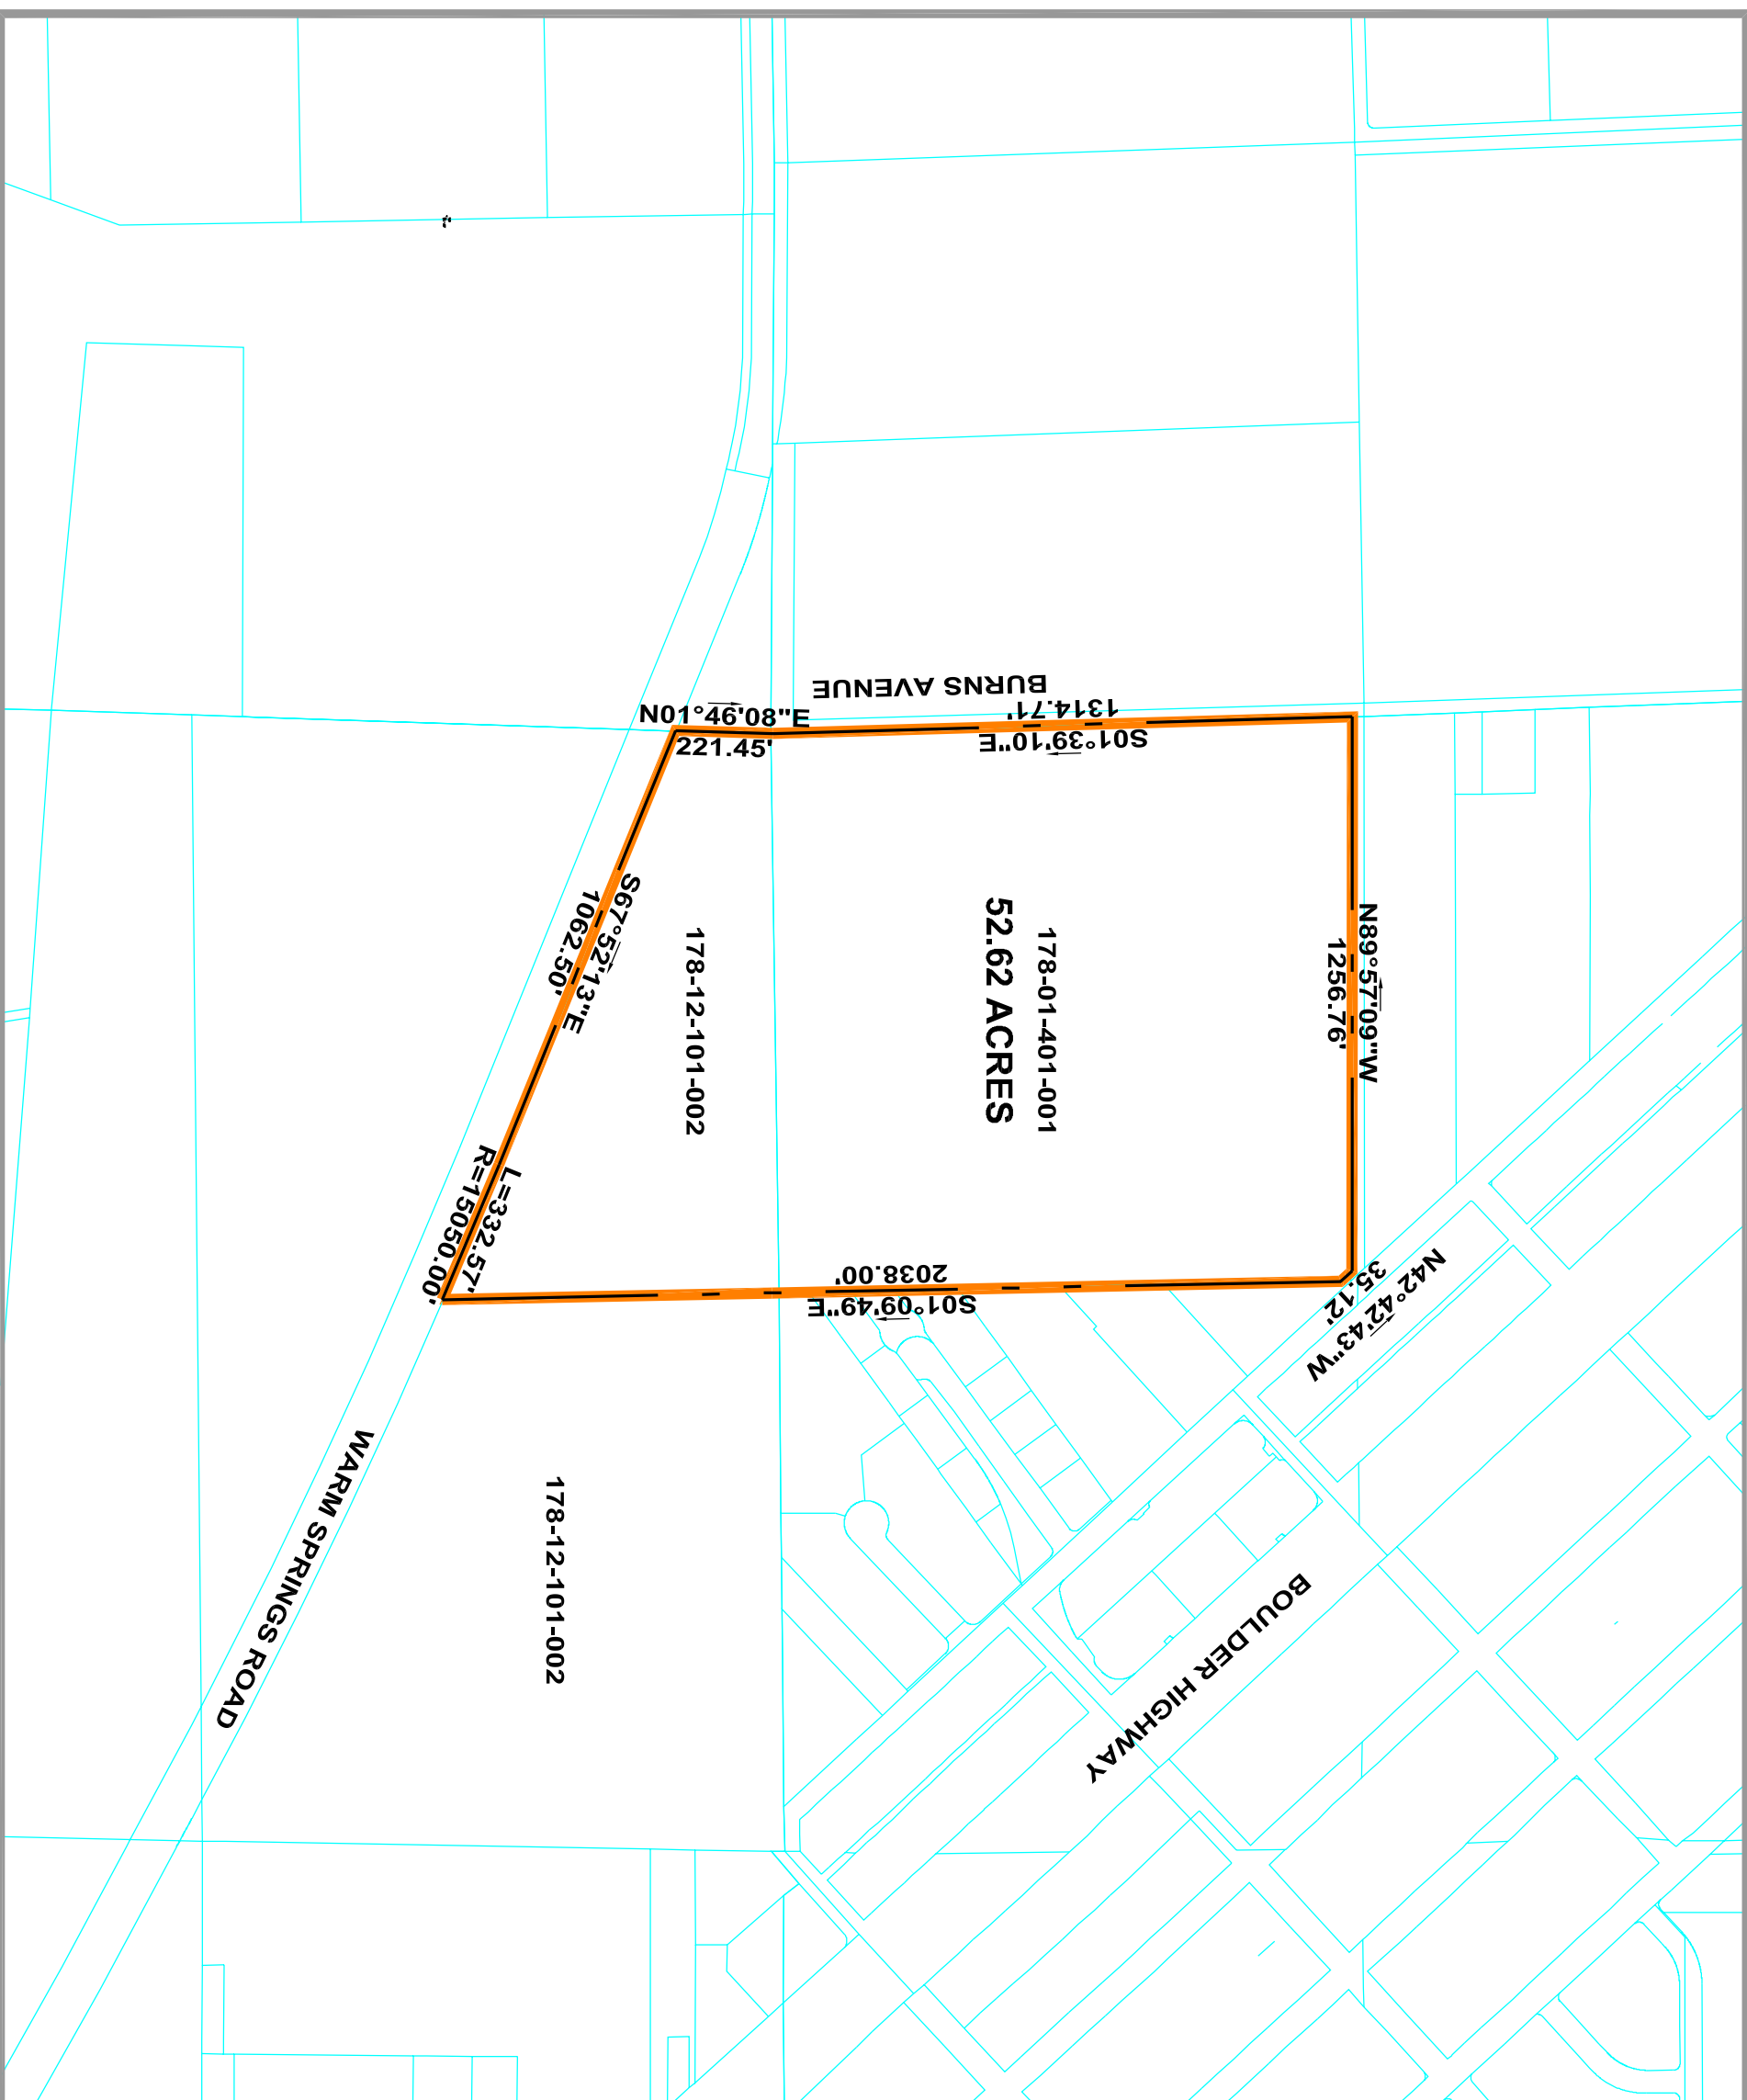 BURNS AVENUE
1314.71'
S01°39'10"E
N01°46'08"E
221.45'
S67°52'13"E
1062.50'
178-12-101-002
52.62 ACRES
178-01-401-001
N89°57'09"W
1256.76'
L=332.57'
R=15050.00'
2038.00'
S01°09'49"E
N42°42'43"W
35.12'
WARM SPRINGS ROAD
178-12-101-002
BOULDER HIGHWAY